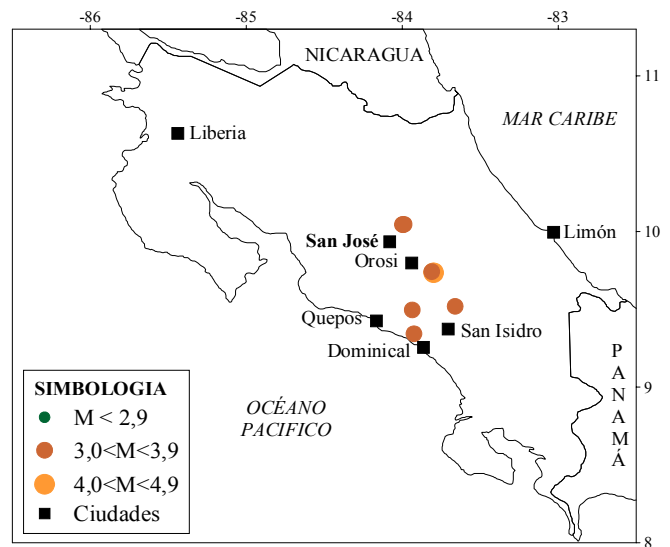 -86
-85
-84
-83
NICARAGUA
11
MAR CARIBE
Liberia
San José
Limón
10
Orosi
Quepos
San Isidro
Dominical
PANAMÁ
9
OCÉANO
PACIFICO
SIMBOLOGIA
M < 2,9
3,0<M<3,9
4,0<M<4,9
Ciudades
8